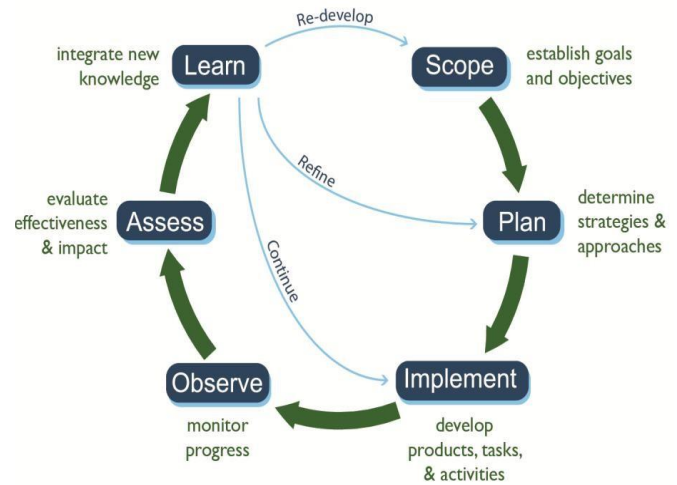 Re-develop
integrate new
knowledge
Learn
Scope
establish goals
and objectives
Refine
evaluate
effectiveness
& impact
Assess
Plan
determine
strategies &
approaches
Continue
Observe
Implement
monitor
progress
develop
products, tasks,
& activities